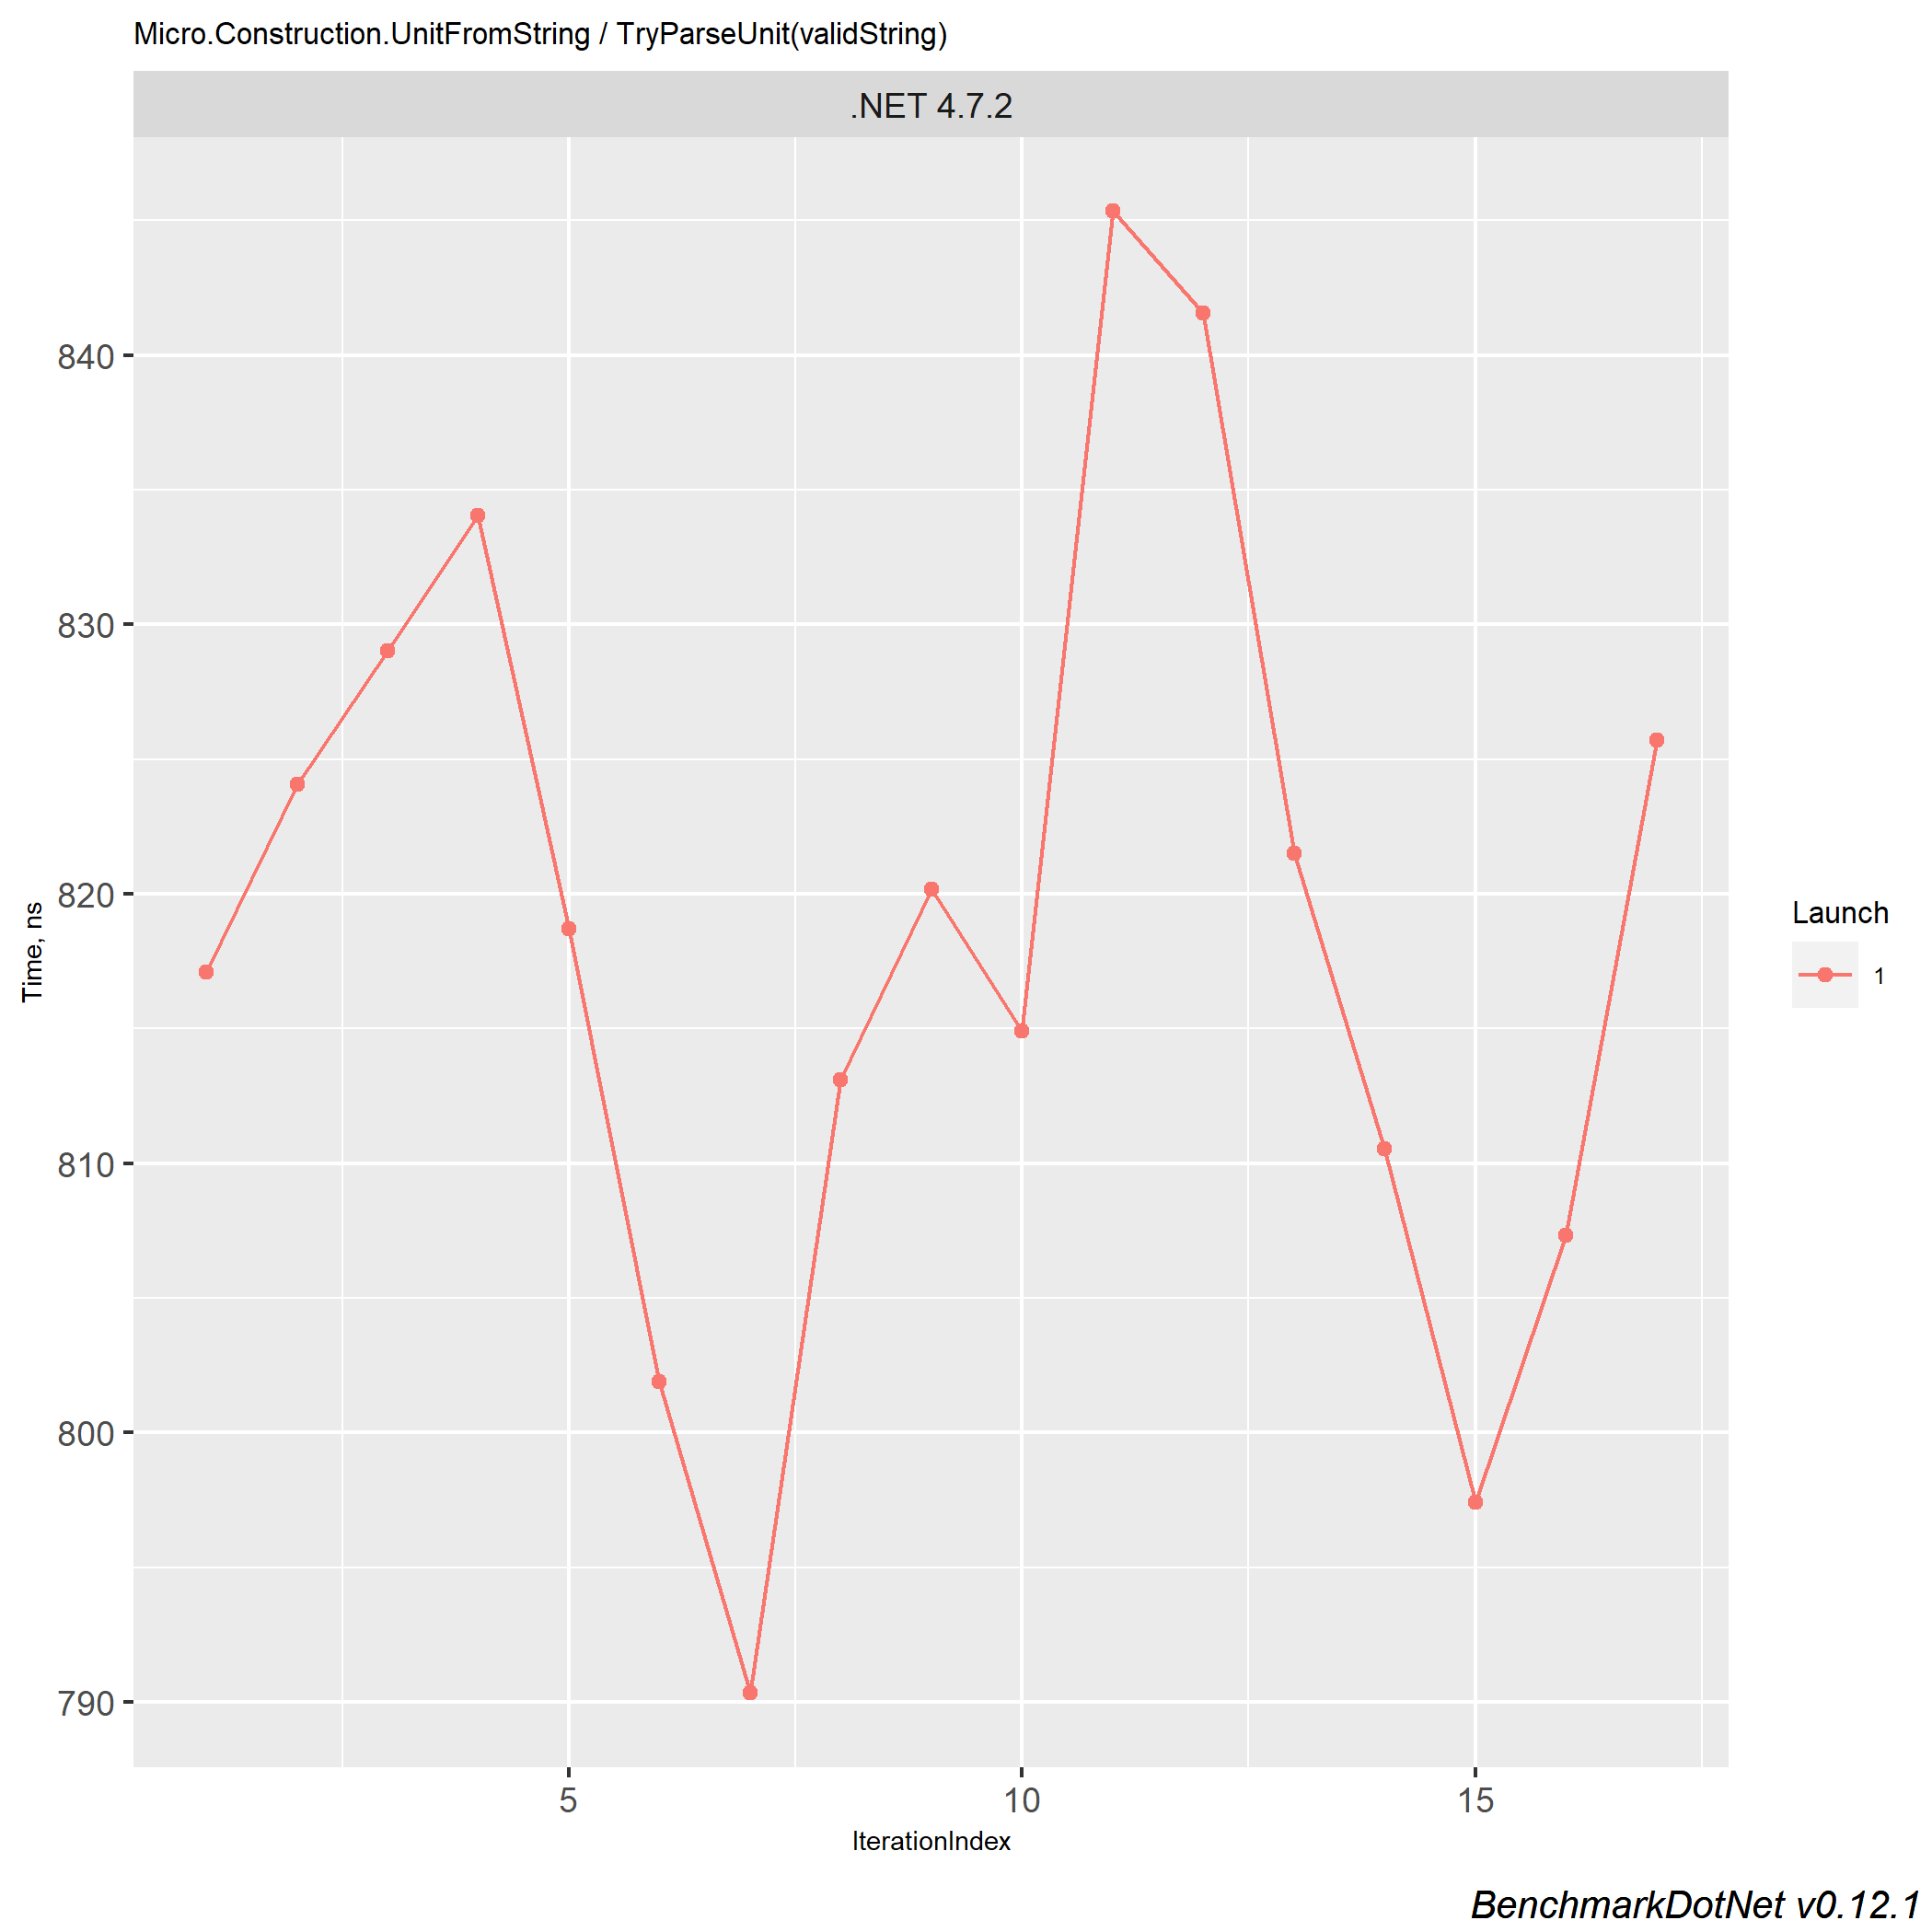 Micro.Construction.UnitFromString / TryParseUnit(validString)
.NET 4.7.2
840
830
820
810
800
790
Time, ns
5 10 15
IterationIndex
Launch
1
BenchmarkDotNet v0.12.1